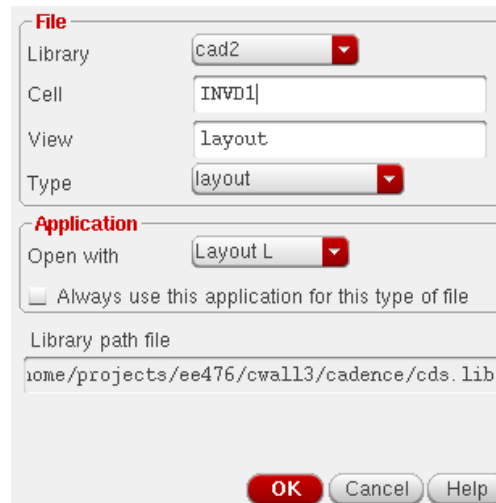 File
Library cad2
Cell INVD1
View layout
Type layout
Application
Open with Layout L
Always use this application for this type of file
Library path file
ome/projects/ee476/cwall3/cadence/cds.lib
OK Cancel Help